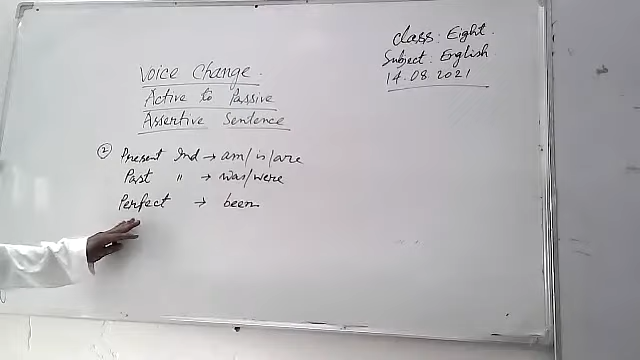 Class: Eight.
Subject: English
14.08.2021
Voice Change.
Active to Passive
Assertive Sentence
② Present Ind → am/is/are
Past " → was/were
Perfect → been